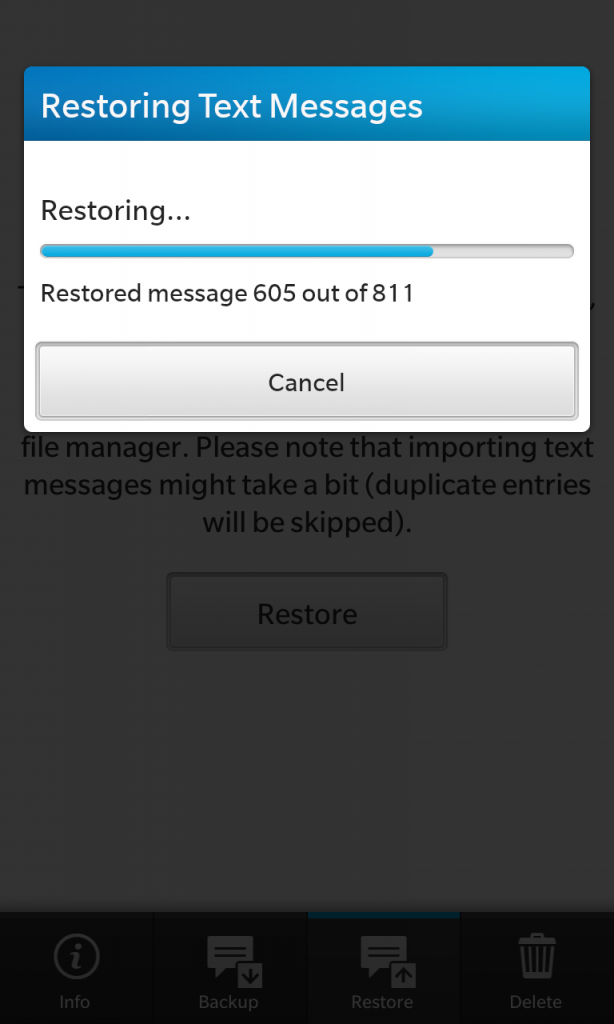 Restoring Text Messages
Restoring...
Restored message 605 out of 811
Cancel
file manager. Please note that importing text
messages might take a bit (duplicate entries
will be skipped).
Restore
Info
Backup
Restore
Delete